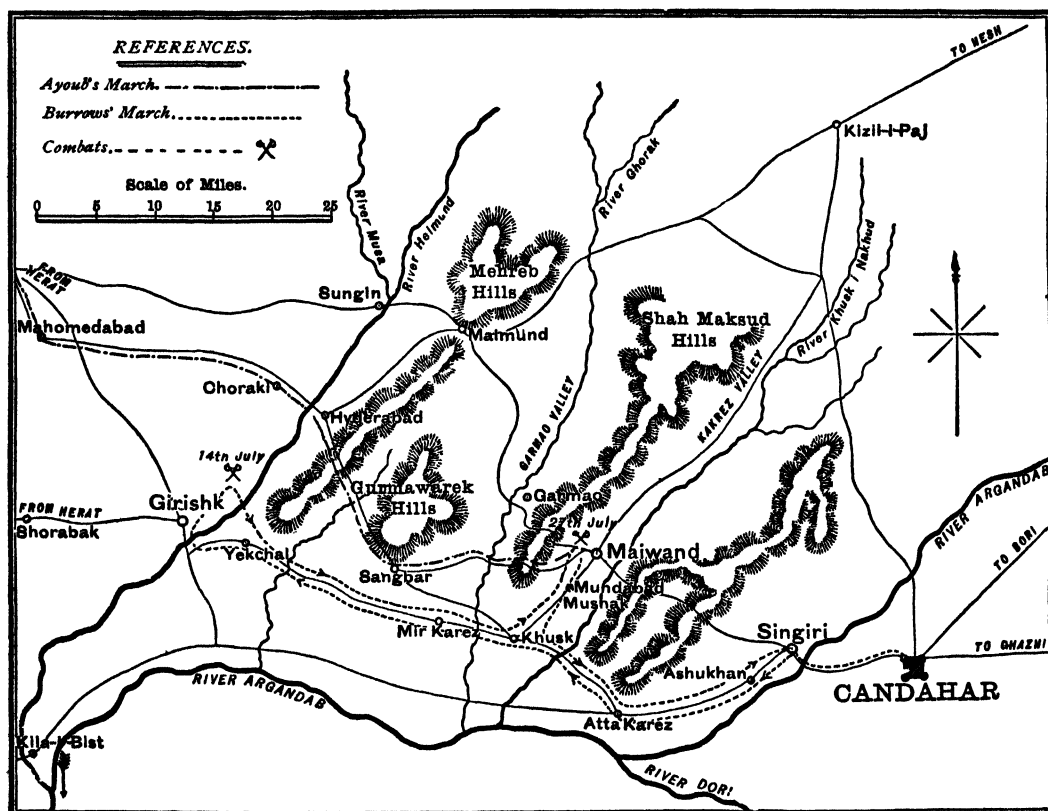 REFERENCES.
Ayoub's March.
Burrows' March.
Combats.
Scale of Miles.
0 5 10 15 20 25
TO NESH
Kizil-i-Paj
River Musa
River Helmund
River Ghorak
River Khusk i Nakhud
FROM HERAT
Sungin
Mehreb
Hills
Maimund
Shah Maksud
Hills
Mahomedabad
Choraki
Hyderabad
GARMAO VALLEY
KAKREZ VALLEY
14th July
Gumnawarek
Hills
Garmao
27th July
Girishk
FROM HERAT
Shorabak
Yekchal
Sangbar
Maiwand
Mundabad
Mushak
RIVER ARGANDAB
TO BORI
Mir Karez
Khusk
Singiri
TO GHAZNI
Ashukhan
CANDAHAR
RIVER ARGANDAB
Atta Karez
Kila-i-Bist
RIVER DORI